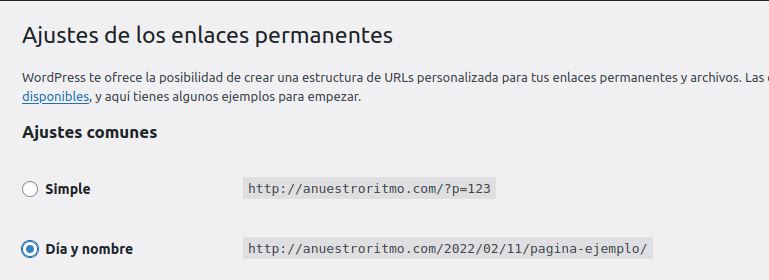 Ajustes de los enlaces permanentes
WordPress te ofrece la posibilidad de crear una estructura de URLs personalizada para tus enlaces permanentes y archivos. Las
disponibles, y aquí tienes algunos ejemplos para empezar.
Ajustes comunes
Simple http://anuestroritmo.com/?p=123
Día y nombre http://anuestroritmo.com/2022/02/11/pagina-ejemplo/